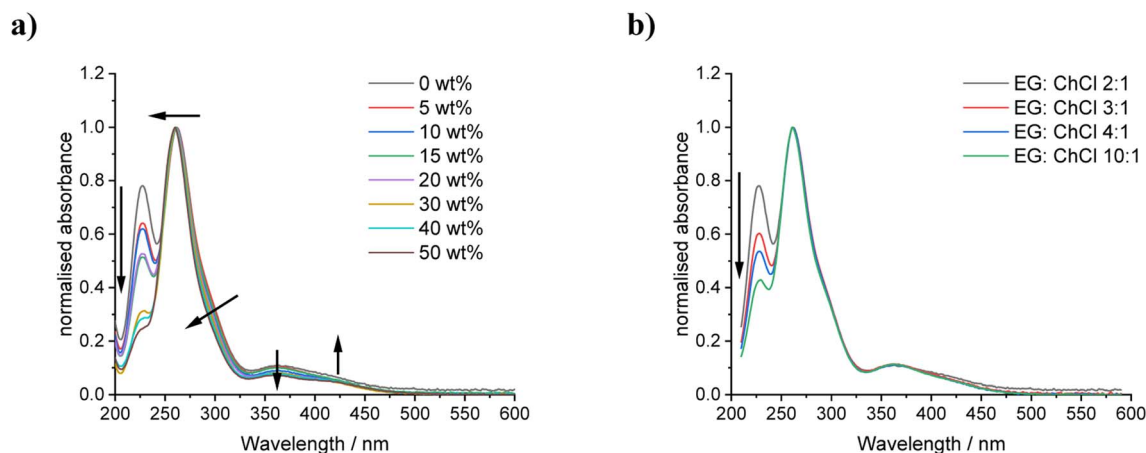 a)
1.2
1.0
0.8
0.6
0.4
0.2
0.0
normalised absorbance
200 250 300 350 400 450 500 550 600
Wavelength / nm
0 wt%
5 wt%
10 wt%
15 wt%
20 wt%
30 wt%
40 wt%
50 wt%
b)
1.2
1.0
0.8
0.6
0.4
0.2
0.0
normalised absorbance
200 250 300 350 400 450 500 550 600
Wavelength / nm
EG: ChCl 2:1
EG: ChCl 3:1
EG: ChCl 4:1
EG: ChCl 10:1